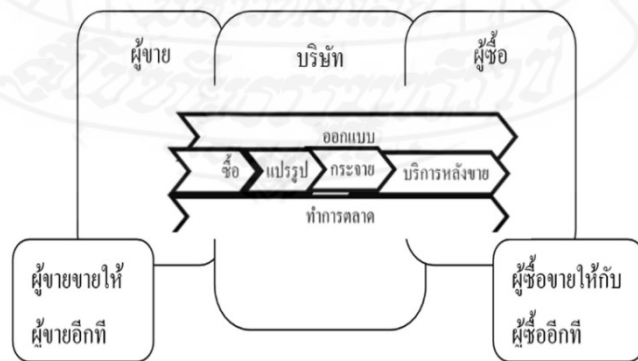 ผู้ขาย
บริษัท
ผู้ซื้อ
ออกแบบ
ซื้อ
แปรรูป
กระจาย
บริการหลังขาย
ทำการตลาด
ผู้ขายขายให้
ผู้ขายอีกที
ผู้ซื้อขายให้กับ
ผู้ซื้ออีกที